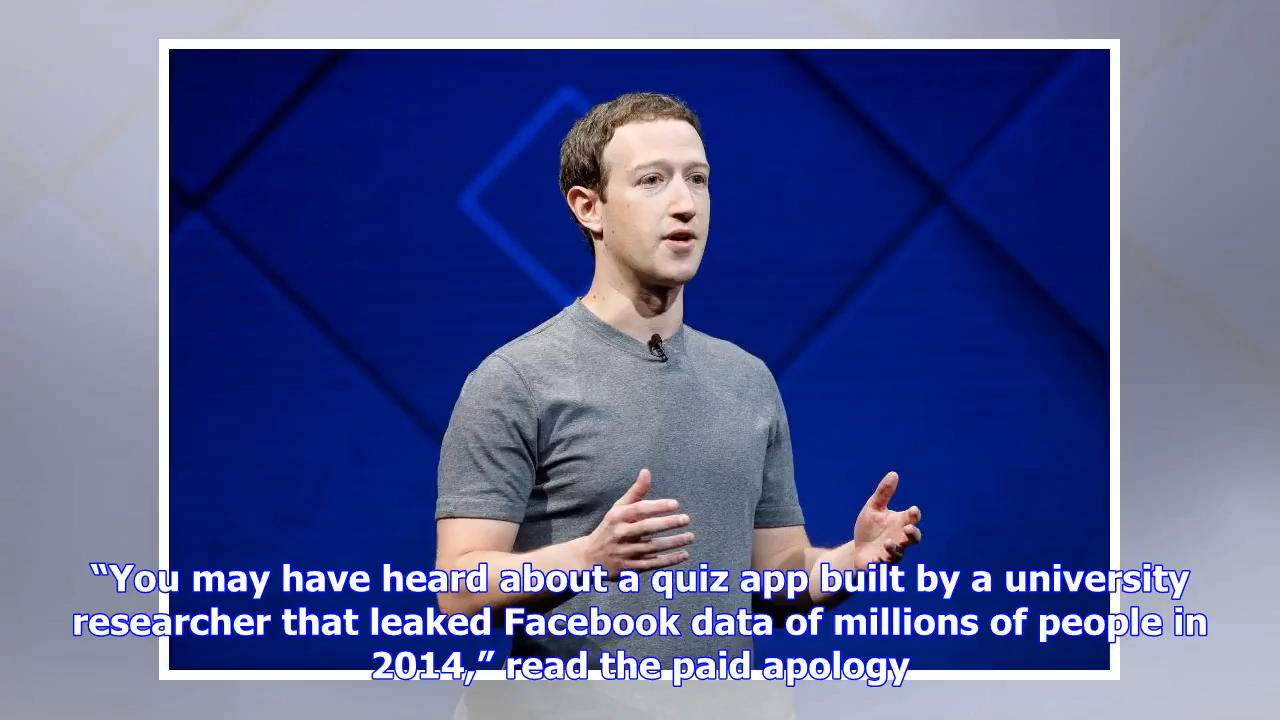 “You may have heard about a quiz app built by a university
researcher that leaked Facebook data of millions of people in
2014,” read the paid apology